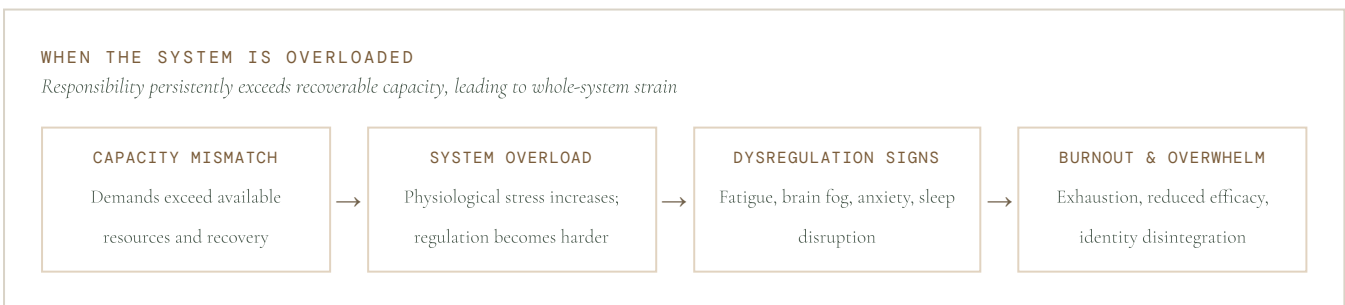 WHEN THE SYSTEM IS OVERLOADED
Responsibility persistently exceeds recoverable capacity, leading to whole-system strain
CAPACITY MISMATCH
Demands exceed available
resources and recovery
→
SYSTEM OVERLOAD
Physiological stress increases;
regulation becomes harder
→
DYSREGULATION SIGNS
Fatigue, brain fog, anxiety, sleep
disruption
→
BURNOUT & OVERWHELM
Exhaustion, reduced efficacy,
identity disintegration